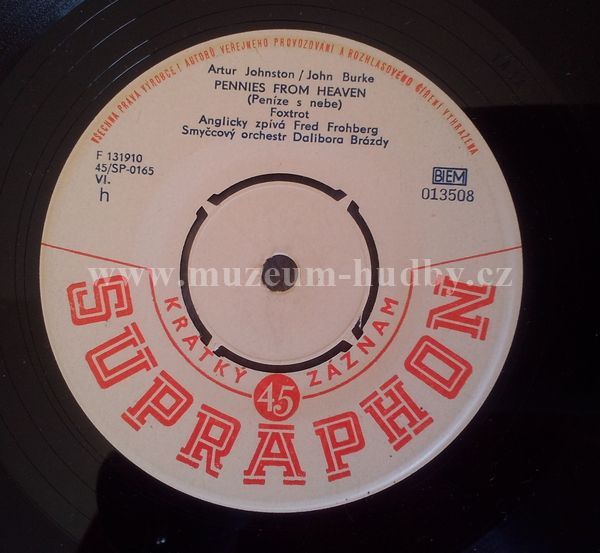 VŠECHNA PRÁVA VÝROBCE I AUTORŮ VEŘEJNÉHO PROVOZOVÁNÍ A ROZHLASOVÉHO ŠÍŘENÍ VYHRAŽENA
Artur Johnston / John Burke
PENNIES FROM HEAVEN
(Peníze s nebe)
Foxtrot
Anglicky zpívá Fred Frohberg
Smyčcový orchestr Dalibora Brázdy
F 131910
45/SP-0165
VI.
h
BIEM
013508
www.muzeum-hudby.cz
KRÁTKÝ 45 ZÁZNAM
SUPRAPHON